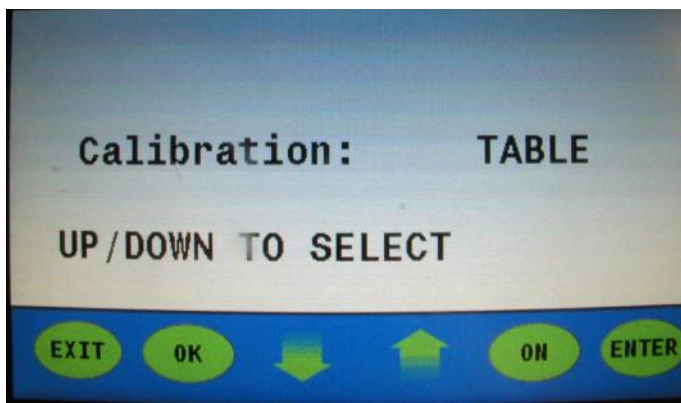 Calibration: TABLE
UP/DOWN TO SELECT
EXIT OK ON ENTER